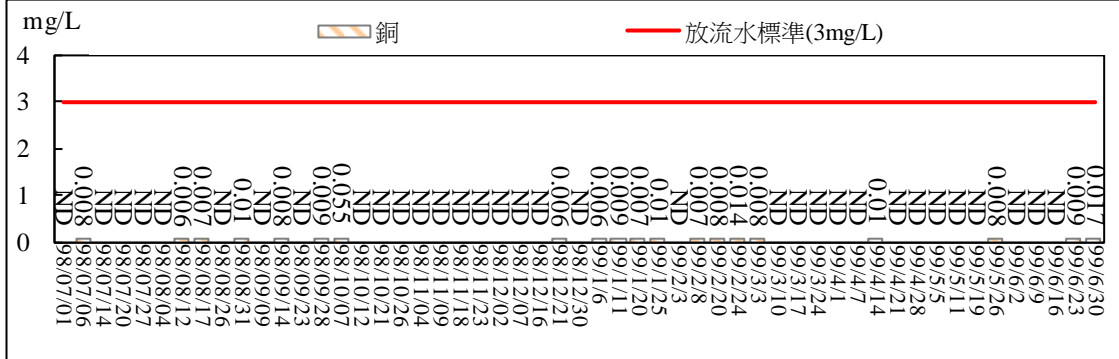 mg/L
銅
放流水標準(3mg/L)
4
3
2
1
0
ND
0.008
ND
ND
ND
ND
0.006
0.007
ND
0.01
ND
0.008
ND
0.009
0.055
ND
ND
ND
ND
ND
ND
ND
ND
ND
ND
0.006
ND
0.006
0.009
0.007
0.01
ND
0.007
0.008
0.014
0.008
ND
ND
ND
ND
0.01
ND
ND
ND
ND
ND
0.008
ND
ND
ND
0.009
0.017
98/07/01
98/07/06
98/07/14
98/07/20
98/07/27
98/08/04
98/08/12
98/08/17
98/08/26
98/08/31
98/09/09
98/09/14
98/09/23
98/09/28
98/10/07
98/10/12
98/10/21
98/10/26
98/11/04
98/11/09
98/11/18
98/11/23
98/12/02
98/12/07
98/12/16
98/12/21
98/12/30
99/1/6
99/1/11
99/1/20
99/1/25
99/2/3
99/2/8
99/2/20
99/2/24
99/3/3
99/3/10
99/3/24
99/4/1
99/4/7
99/4/14
99/4/21
99/4/28
99/5/5
99/5/11
99/5/19
99/5/26
99/6/2
99/6/9
99/6/16
99/6/23
99/6/30